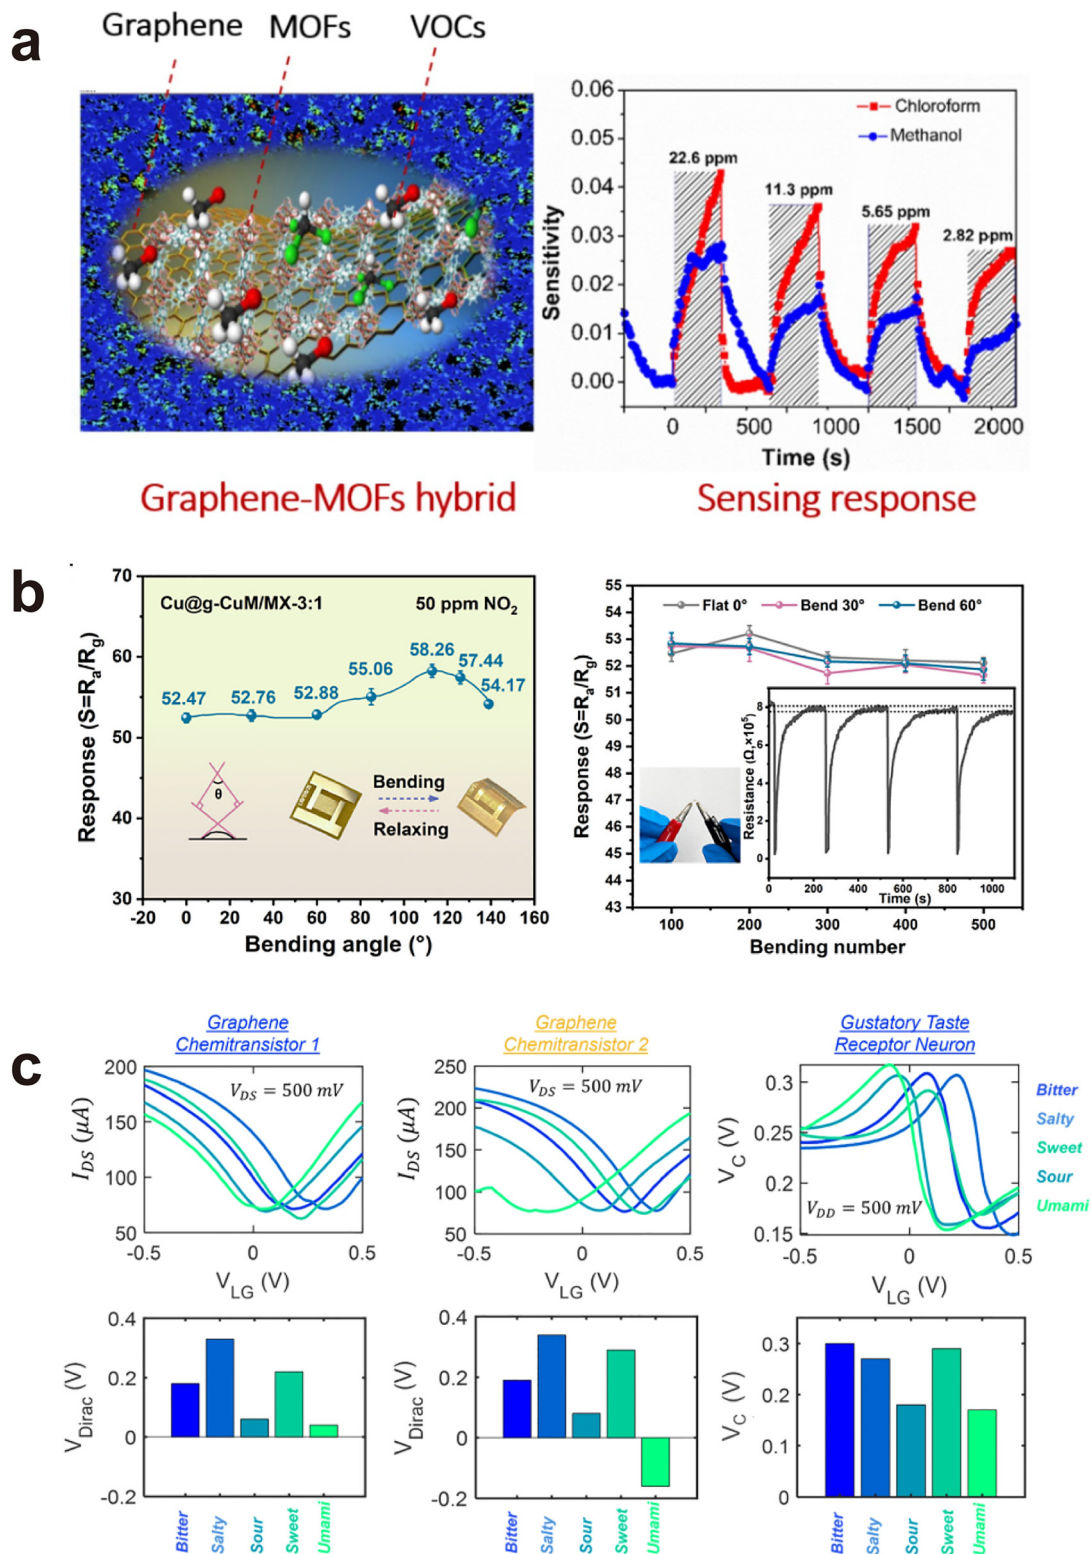 a
Graphene MOFs VOCs
0.06
0.05
0.04
0.03
0.02
0.01
0.00
Sensitivity
Chloroform
Methanol
22.6 ppm
11.3 ppm
5.65 ppm
2.82 ppm
0 500 1000 1500 2000
Time (s)
Graphene-MOFs hybrid
Sensing response
b
70
60
50
40
30
Response (S=Ra/Rg)
Cu@g-CuM/MX-3:1 50 ppm NO2
52.47 52.76 52.88 55.06 58.26 57.44 54.17
θ
Bending
Relaxing
-20 0 20 40 60 80 100 120 140 160
Bending angle (°)
55
54
53
52
51
50
49
48
47
46
45
44
43
Response (S=Ra/Rg)
Flat 0° Bend 30° Bend 60°
8
6
4
2
0
Resistance (Ω,×10⁵)
0 200 400 600 800 1000
Time (s)
100 200 300 400 500
Bending number
c
Graphene
Chemitransistor 1
200
150
100
50
IDS (μA)
VDS = 500 mV
-0.5 0 0.5
VLG (V)
Graphene
Chemitransistor 2
250
200
150
100
50
IDS (μA)
VDS = 500 mV
-0.5 0 0.5
VLG (V)
Gustatory Taste
Receptor Neuron
0.3
0.25
0.2
0.15
VC (V)
VDD = 500 mV
-0.5 0 0.5
VLG (V)
Bitter
Salty
Sweet
Sour
Umami
0.4
0.2
0
-0.2
VDirac (V)
Bitter Salty Sour Sweet Umami
0.4
0.2
0
-0.2
VDirac (V)
Bitter Salty Sour Sweet Umami
0.3
0.2
0.1
0
VC (V)
Bitter Salty Sour Sweet Umami